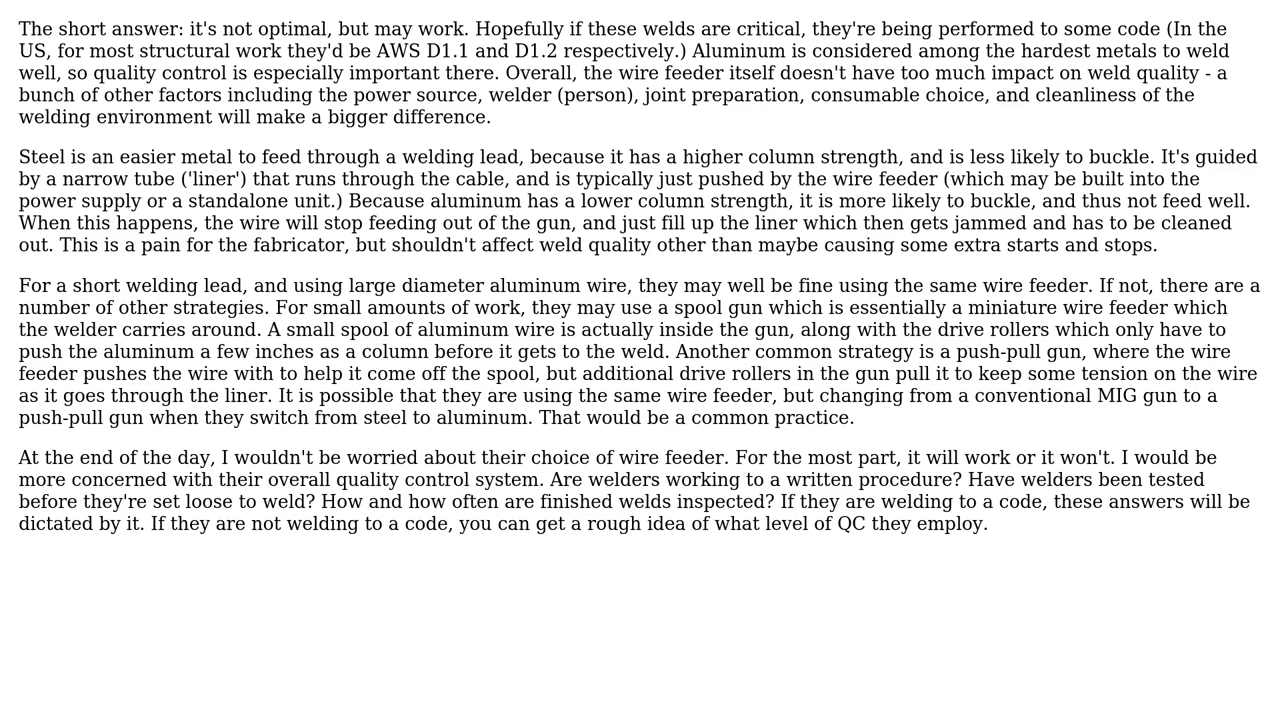 The short answer: it's not optimal, but may work. Hopefully if these welds are critical, they're being performed to some code (In the
US, for most structural work they'd be AWS D1.1 and D1.2 respectively.) Aluminum is considered among the hardest metals to weld
well, so quality control is especially important there. Overall, the wire feeder itself doesn't have too much impact on weld quality - a
bunch of other factors including the power source, welder (person), joint preparation, consumable choice, and cleanliness of the
welding environment will make a bigger difference.
Steel is an easier metal to feed through a welding lead, because it has a higher column strength, and is less likely to buckle. It's guided
by a narrow tube ('liner') that runs through the cable, and is typically just pushed by the wire feeder (which may be built into the
power supply or a standalone unit.) Because aluminum has a lower column strength, it is more likely to buckle, and thus not feed well.
When this happens, the wire will stop feeding out of the gun, and just fill up the liner which then gets jammed and has to be cleaned
out. This is a pain for the fabricator, but shouldn't affect weld quality other than maybe causing some extra starts and stops.
For a short welding lead, and using large diameter aluminum wire, they may well be fine using the same wire feeder. If not, there are a
number of other strategies. For small amounts of work, they may use a spool gun which is essentially a miniature wire feeder which
the welder carries around. A small spool of aluminum wire is actually inside the gun, along with the drive rollers which only have to
push the aluminum a few inches as a column before it gets to the weld. Another common strategy is a push-pull gun, where the wire
feeder pushes the wire with to help it come off the spool, but additional drive rollers in the gun pull it to keep some tension on the wire
as it goes through the liner. It is possible that they are using the same wire feeder, but changing from a conventional MIG gun to a
push-pull gun when they switch from steel to aluminum. That would be a common practice.
At the end of the day, I wouldn't be worried about their choice of wire feeder. For the most part, it will work or it won't. I would be
more concerned with their overall quality control system. Are welders working to a written procedure? Have welders been tested
before they're set loose to weld? How and how often are finished welds inspected? If they are welding to a code, these answers will be
dictated by it. If they are not welding to a code, you can get a rough idea of what level of QC they employ.